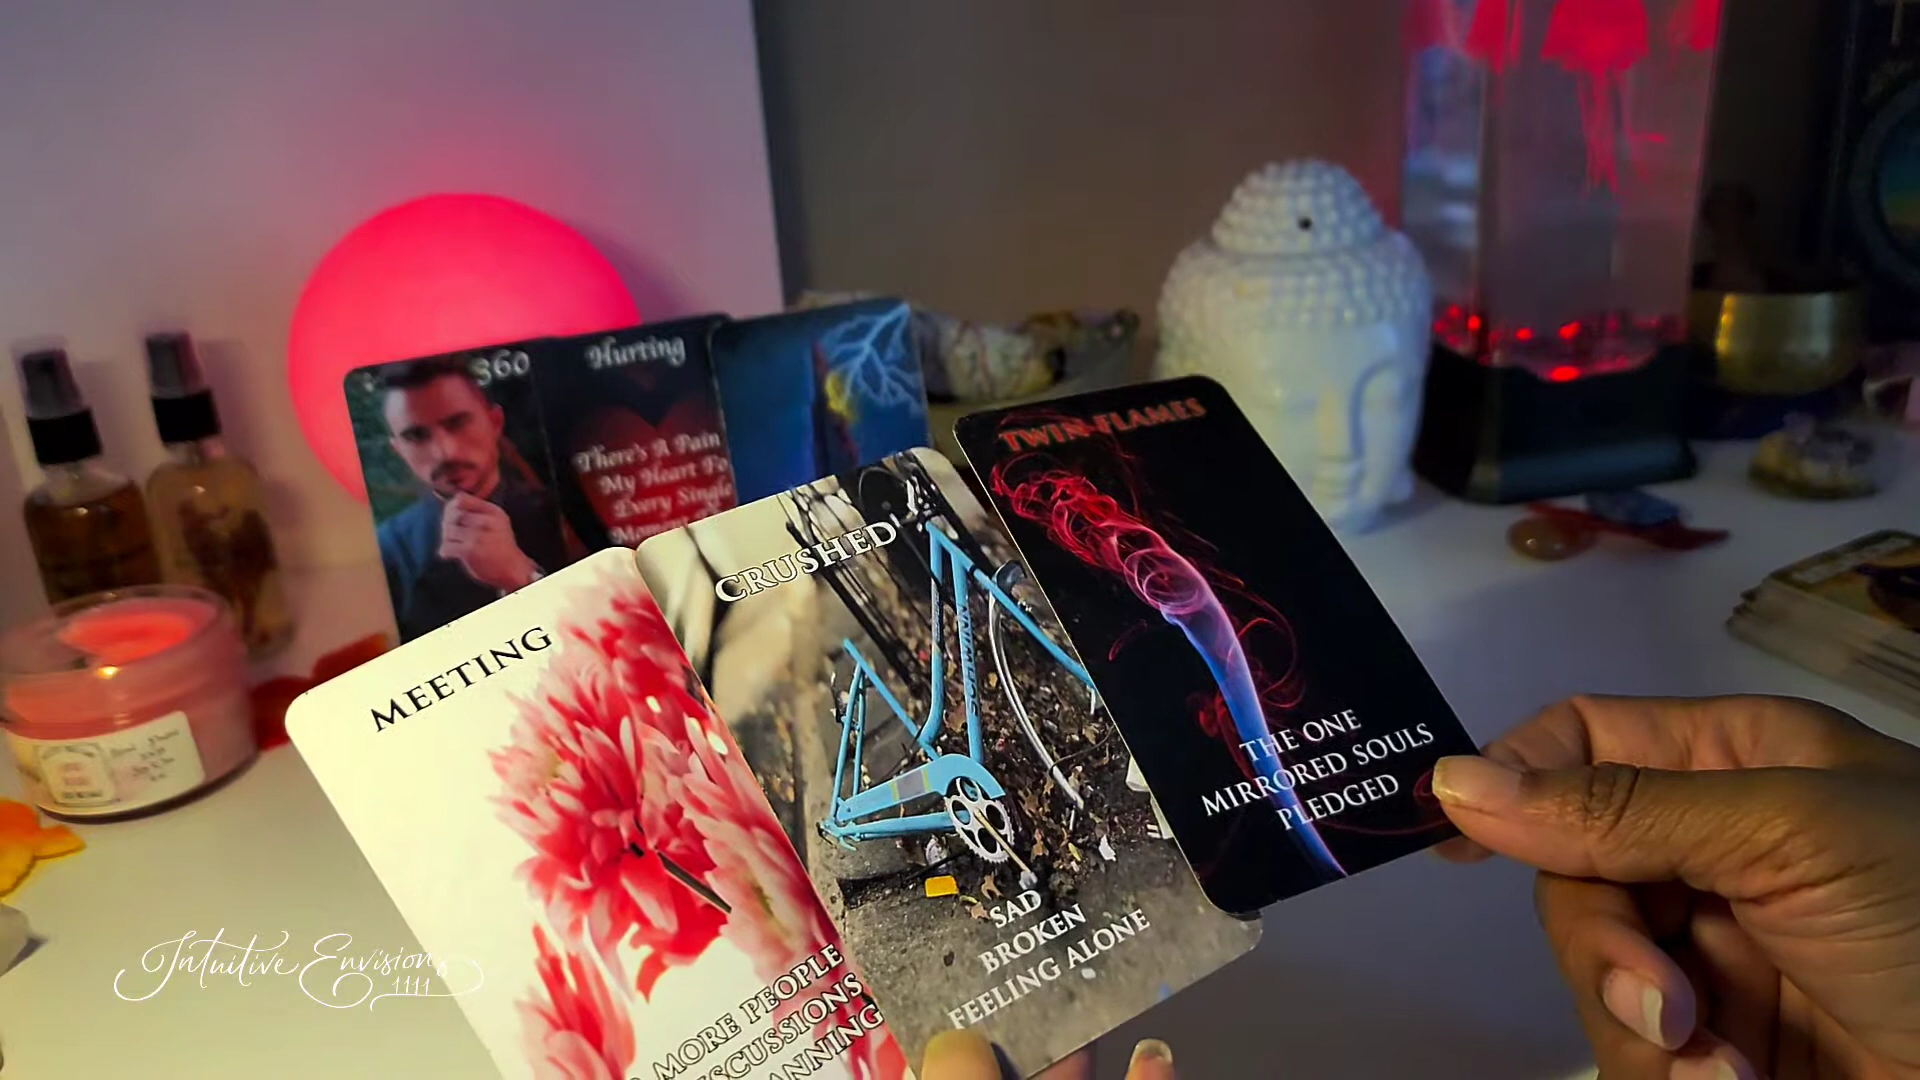 360
Hurting
There's A Pain
My Heart To
Every Single
TWIN-FLAMES
THE ONE
MIRRORED SOULS
PLEDGED
CRUSHED
SAD
BROKEN
FEELING ALONE
MEETING
MORE PEOPLE
Intuitive Envisions
1111